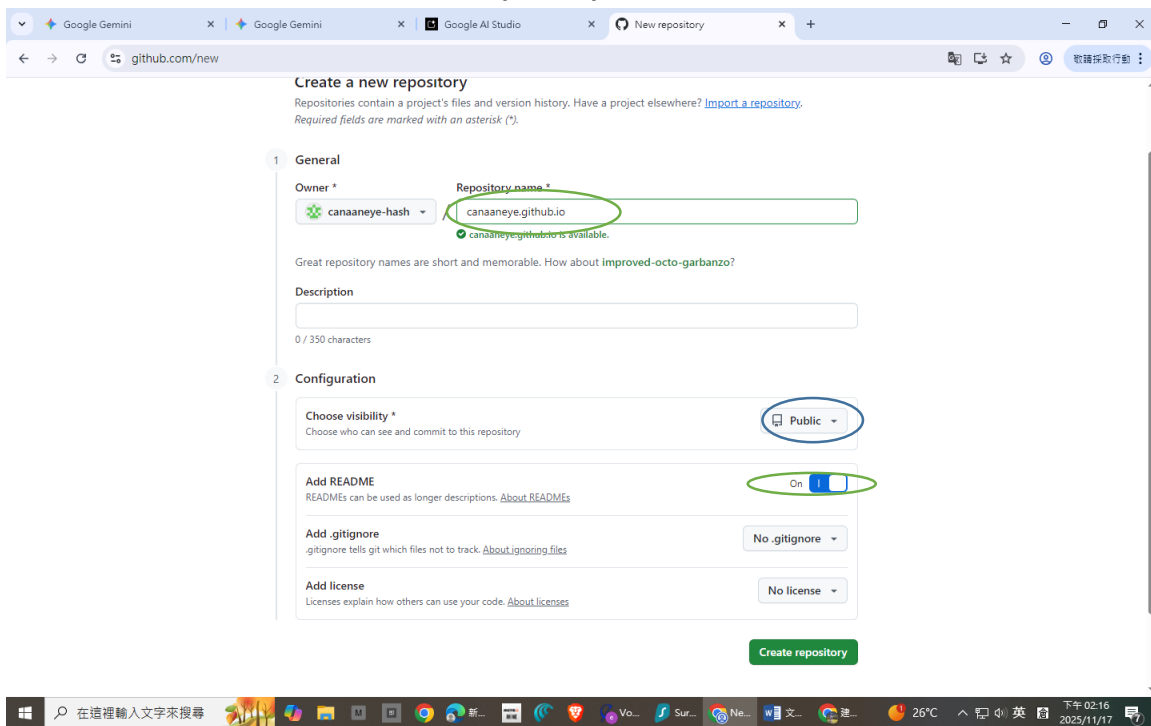 Google Gemini
Google Gemini
Google AI Studio
New repository
github.com/new
敬請採取行動
Create a new repository
Repositories contain a project's files and version history. Have a project elsewhere? Import a repository.
Required fields are marked with an asterisk (*).
1 General
Owner * Repository name *
canaaneye-hash / canaaneye.github.io
canaaneye.github.io is available.
Great repository names are short and memorable. How about improved-octo-garbanzo?
Description
0 / 350 characters
2 Configuration
Choose visibility * Public
Choose who can see and commit to this repository
Add README On
READMEs can be used as longer descriptions. About READMEs
Add .gitignore No .gitignore
.gitignore tells git which files not to track. About ignoring files
Add license No license
Licenses explain how others can use your code. About licenses
Create repository
在這裡輸入文字來搜尋 新... Vo... Sur... Ne... 文... 建... 26°C 英 下午 02:16
2025/11/17